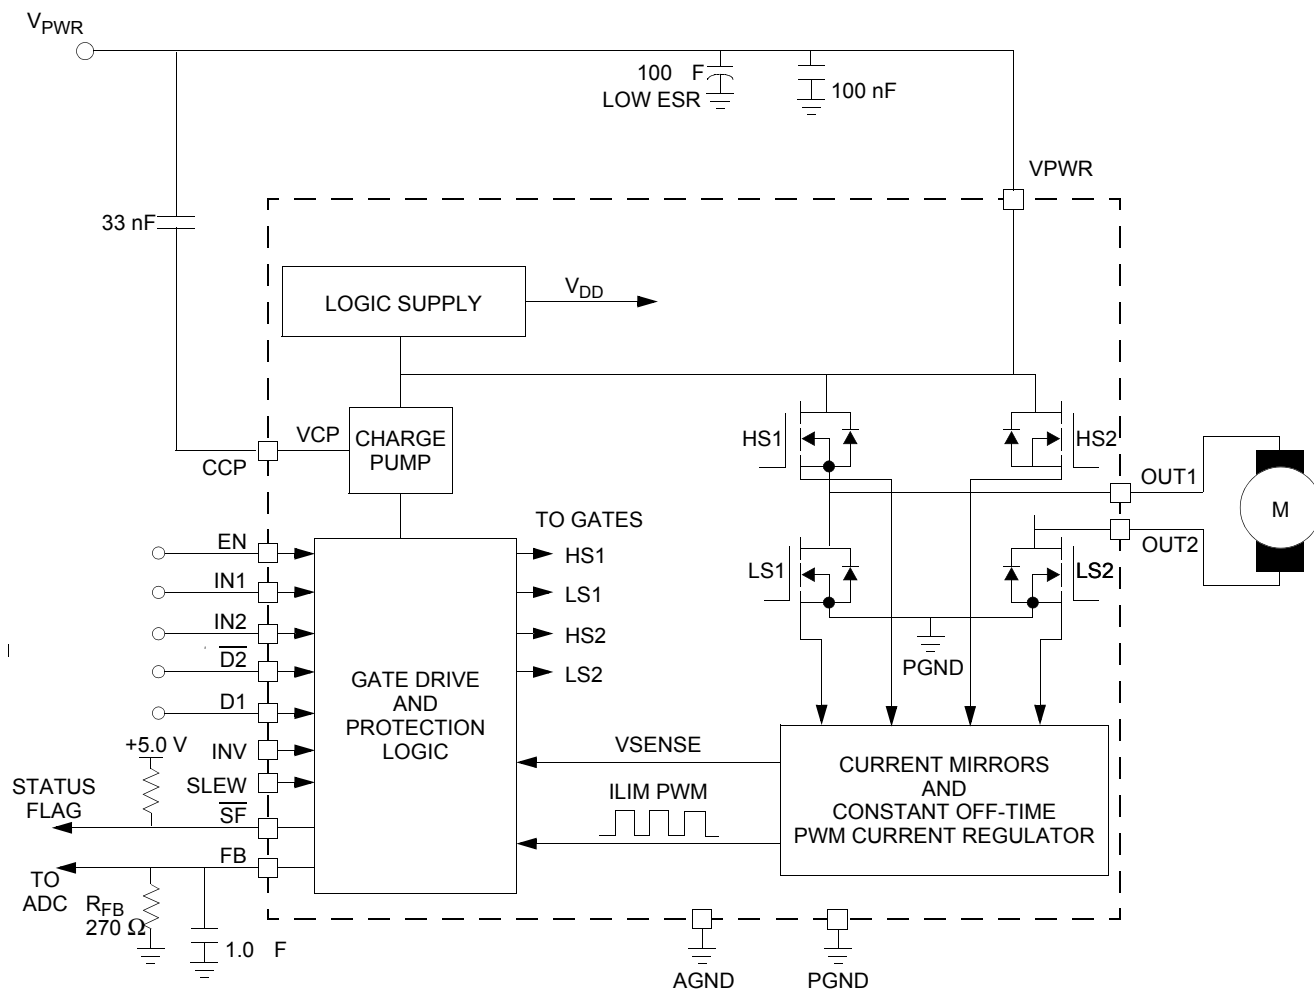 VPWR
100 F
LOW ESR
100 nF
VPWR
33 nF
LOGIC SUPPLY
VDD
VCP
CCP
CHARGE
PUMP
HS1
HS2
OUT1
M
OUT2
TO GATES
EN
HS1
LS1
LS2
IN1
LS1
IN2
HS2
D2
LS2
PGND
D1
GATE DRIVE
AND
PROTECTION
LOGIC
+5.0 V
INV
VSENSE
SLEW
STATUS
FLAG
SF
ILIM PWM
CURRENT MIRRORS
AND
CONSTANT OFF-TIME
PWM CURRENT REGULATOR
FB
TO
ADC
RFB
270 Ω
1.0 F
AGND
PGND